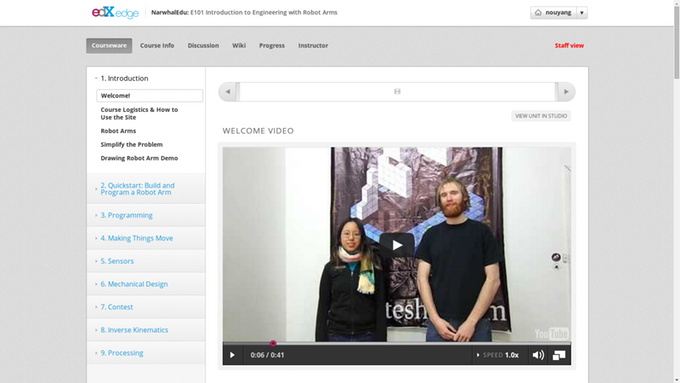 edX edge
NarwhalEdu: E101 Introduction to Engineering with Robot Arms
nouyang
Courseware
Course Info
Discussion
Wiki
Progress
Instructor
Staff view
1. Introduction
Welcome!
Course Logistics & How to
Use the Site
Robot Arms
Simplify the Problem
Drawing Robot Arm Demo
2. Quickstart: Build and
Program a Robot Arm
3. Programming
4. Making Things Move
5. Sensors
6. Mechanical Design
7. Contest
8. Inverse Kinematics
9. Processing
VIEW UNIT IN STUDIO
WELCOME VIDEO
YouTube
0:06 / 0:41
SPEED 1.0x